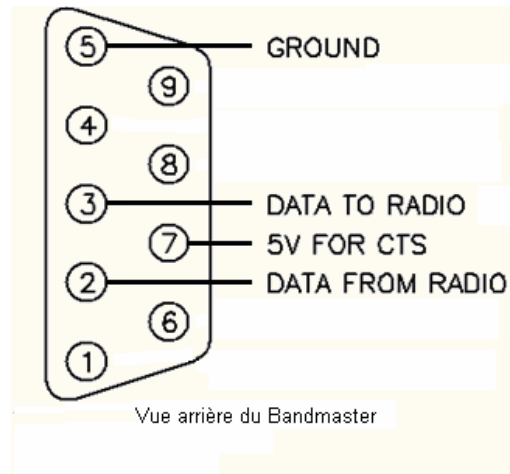 5 GROUND
9
4
8
3 DATA TO RADIO
7 5V FOR CTS
2 DATA FROM RADIO
6
1
Vue arrière du Bandmaster